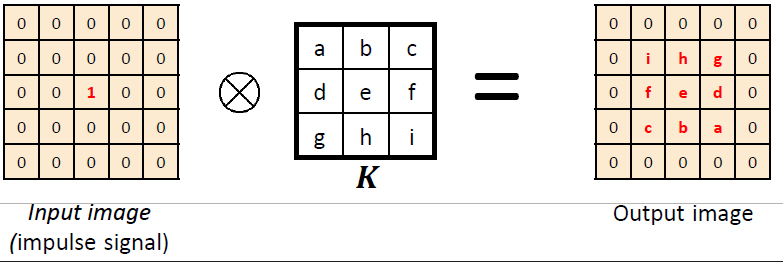 0 0 0 0 0
0 0 0 0 0
0 0 1 0 0
0 0 0 0 0
0 0 0 0 0
a b c
d e f
g h i
=
K
0 0 0 0 0
0 i h g 0
0 f e d 0
0 c b a 0
0 0 0 0 0
Input image
(impulse signal)
Output image